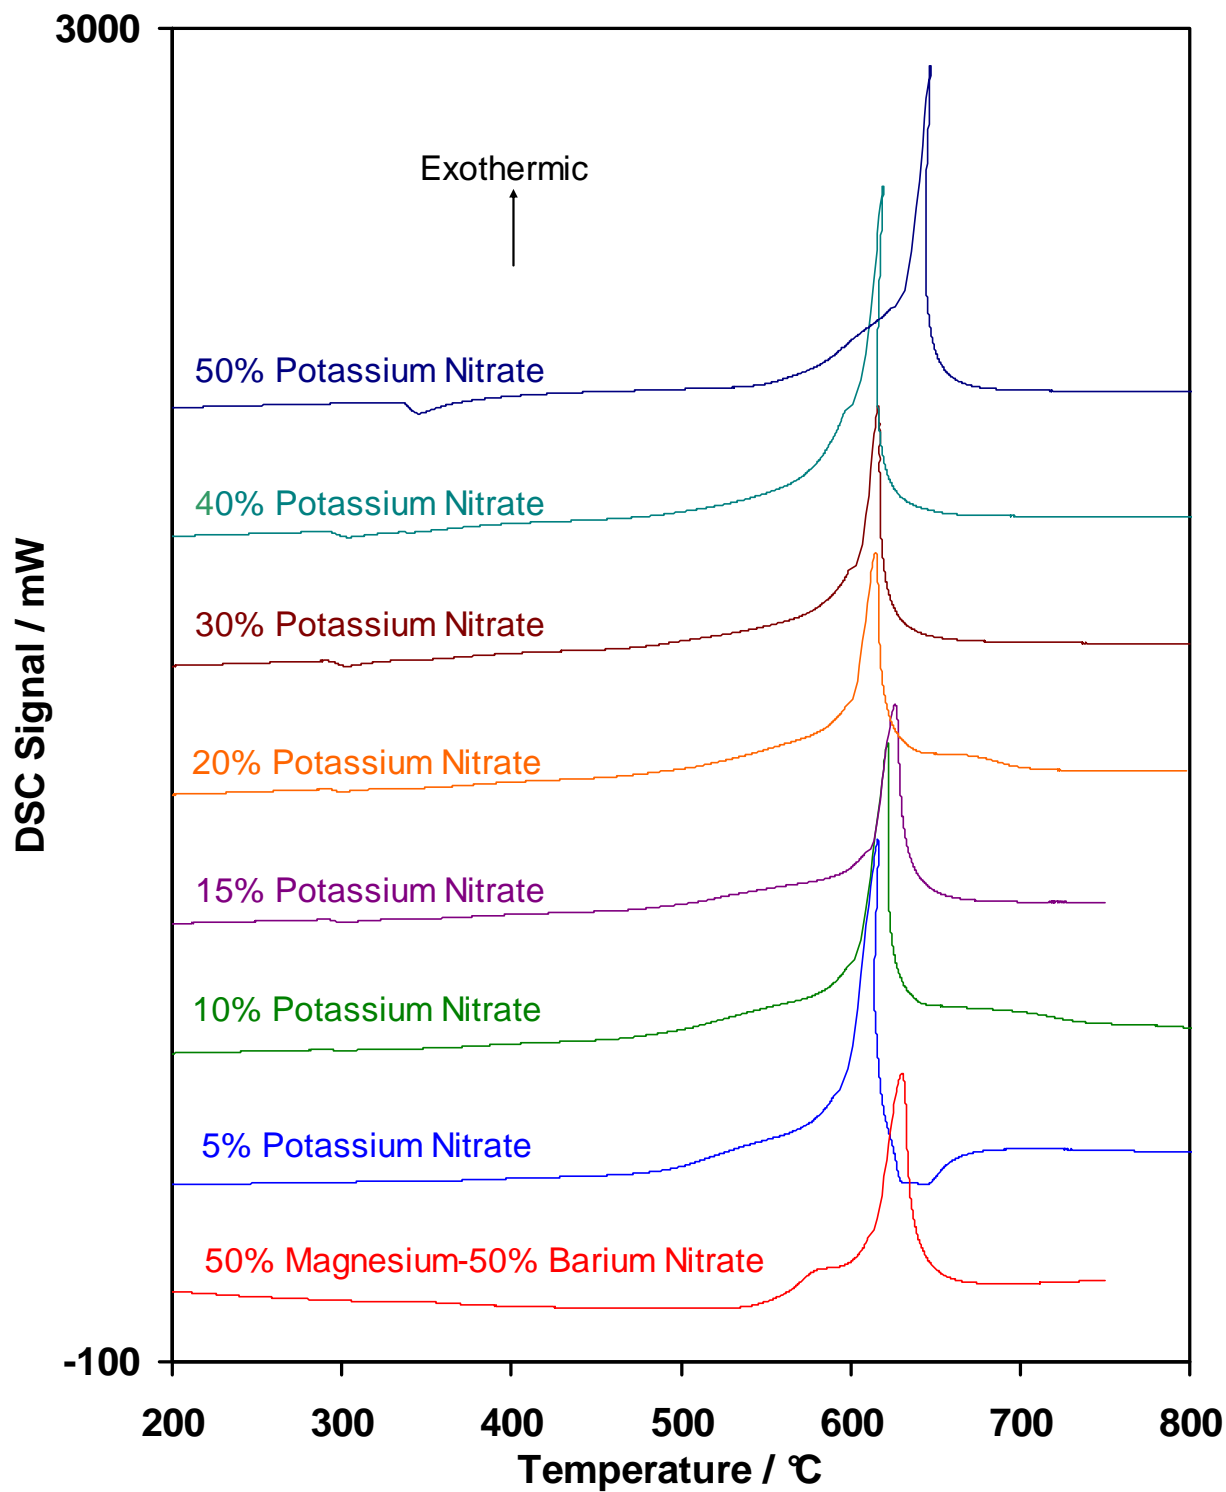 3000
Exothermic
50% Potassium Nitrate
40% Potassium Nitrate
30% Potassium Nitrate
20% Potassium Nitrate
15% Potassium Nitrate
10% Potassium Nitrate
5% Potassium Nitrate
50% Magnesium-50% Barium Nitrate
DSC Signal / mW
-100
200 300 400 500 600 700 800
Temperature / °C